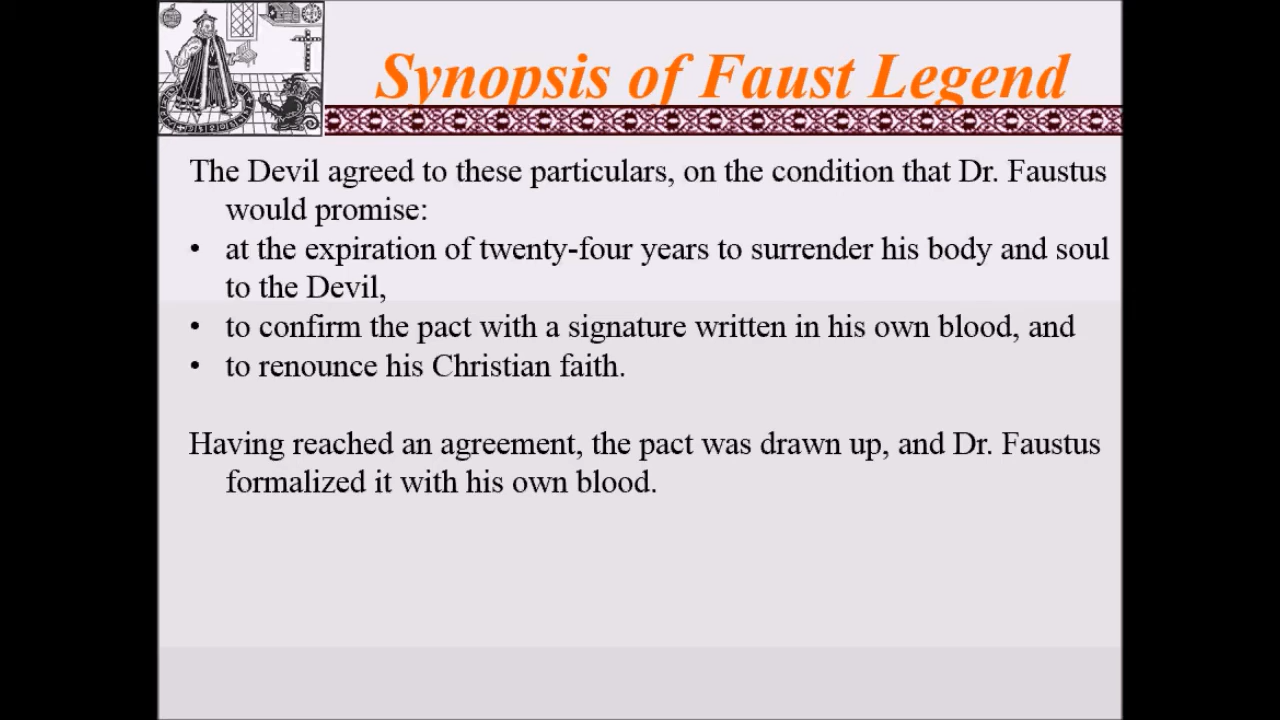 Synopsis of Faust Legend
The Devil agreed to these particulars, on the condition that Dr. Faustus
would promise:
• at the expiration of twenty-four years to surrender his body and soul
to the Devil,
• to confirm the pact with a signature written in his own blood, and
• to renounce his Christian faith.
Having reached an agreement, the pact was drawn up, and Dr. Faustus
formalized it with his own blood.